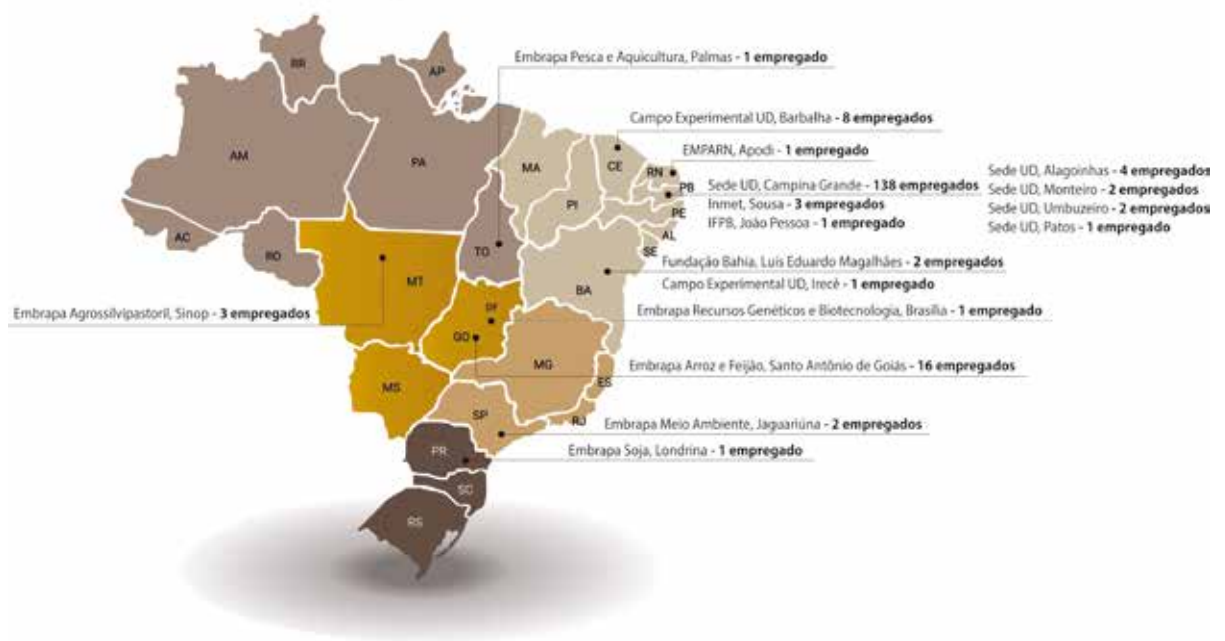 RR
AP
Embrapa Pesca e Aquicultura, Palmas - 1 empregado
Campo Experimental UD, Barbalha - 8 empregados
EMPARN, Apodi - 1 empregado
AM
PA
MA
CE
RN
PB
Sede UD, Campina Grande - 138 empregados
Inmet, Sousa - 3 empregados
IFPB, João Pessoa - 1 empregado
Sede UD, Alagoinhas - 4 empregados
Sede UD, Monteiro - 2 empregados
Sede UD, Umbuzeiro - 2 empregados
Sede UD, Patos - 1 empregado
PI
PE
AL
SE
AC
RO
TO
MT
BA
Fundação Bahia, Luís Eduardo Magalhães - 2 empregados
Campo Experimental UD, Irecê - 1 empregado
Embrapa Agrossilvipastoril, Sinop - 3 empregados
DF
Embrapa Recursos Genéticos e Biotecnologia, Brasília - 1 empregado
GO
MG
Embrapa Arroz e Feijão, Santo Antônio de Goiás - 16 empregados
MS
ES
SP
RJ
Embrapa Meio Ambiente, Jaguariúna - 2 empregados
PR
Embrapa Soja, Londrina - 1 empregado
SC
RS